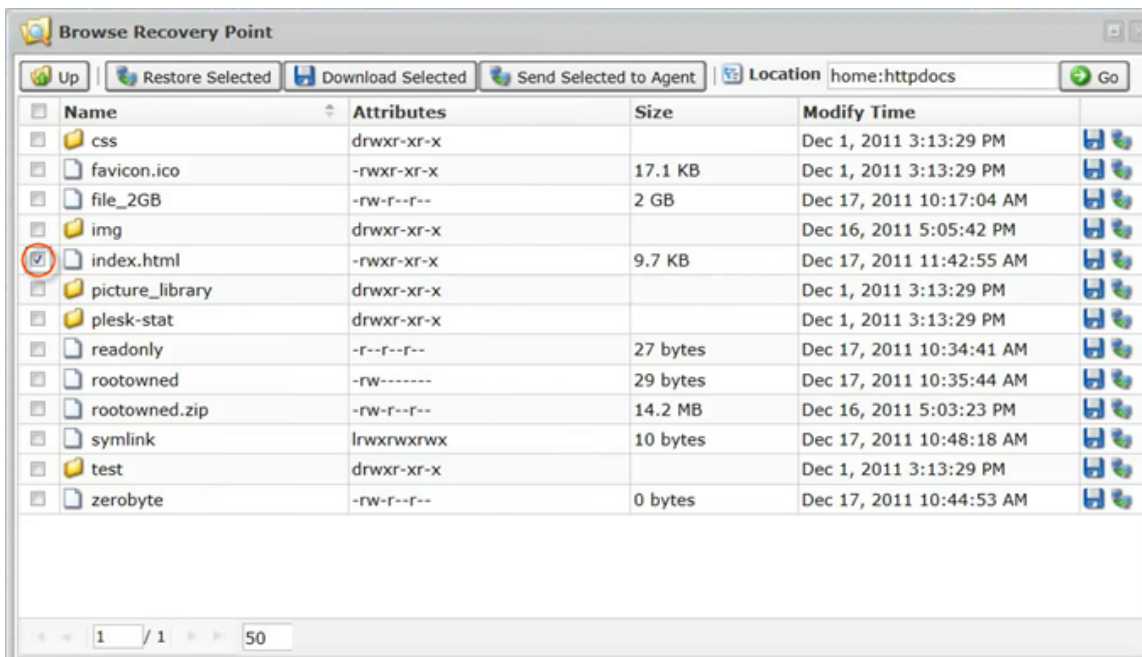 Browse Recovery Point
Up Restore Selected Download Selected Send Selected to Agent Location home:httpdocs Go
Name Attributes Size Modify Time
css drwxr-xr-x Dec 1, 2011 3:13:29 PM
favicon.ico -rwxr-xr-x 17.1 KB Dec 1, 2011 3:13:29 PM
file_2GB -rw-r--r-- 2 GB Dec 17, 2011 10:17:04 AM
img drwxr-xr-x Dec 16, 2011 5:05:42 PM
index.html -rwxr-xr-x 9.7 KB Dec 17, 2011 11:42:55 AM
picture_library drwxr-xr-x Dec 1, 2011 3:13:29 PM
plesk-stat drwxr-xr-x Dec 1, 2011 3:13:29 PM
readonly -r--r--r-- 27 bytes Dec 17, 2011 10:34:41 AM
rootowned -rw------- 29 bytes Dec 17, 2011 10:35:44 AM
rootowned.zip -rw-r--r-- 14.2 MB Dec 16, 2011 5:03:23 PM
symlink lrwxrwxrwx 10 bytes Dec 17, 2011 10:48:18 AM
test drwxr-xr-x Dec 1, 2011 3:13:29 PM
zerobyte -rw-r--r-- 0 bytes Dec 17, 2011 10:44:53 AM
1 / 1 50